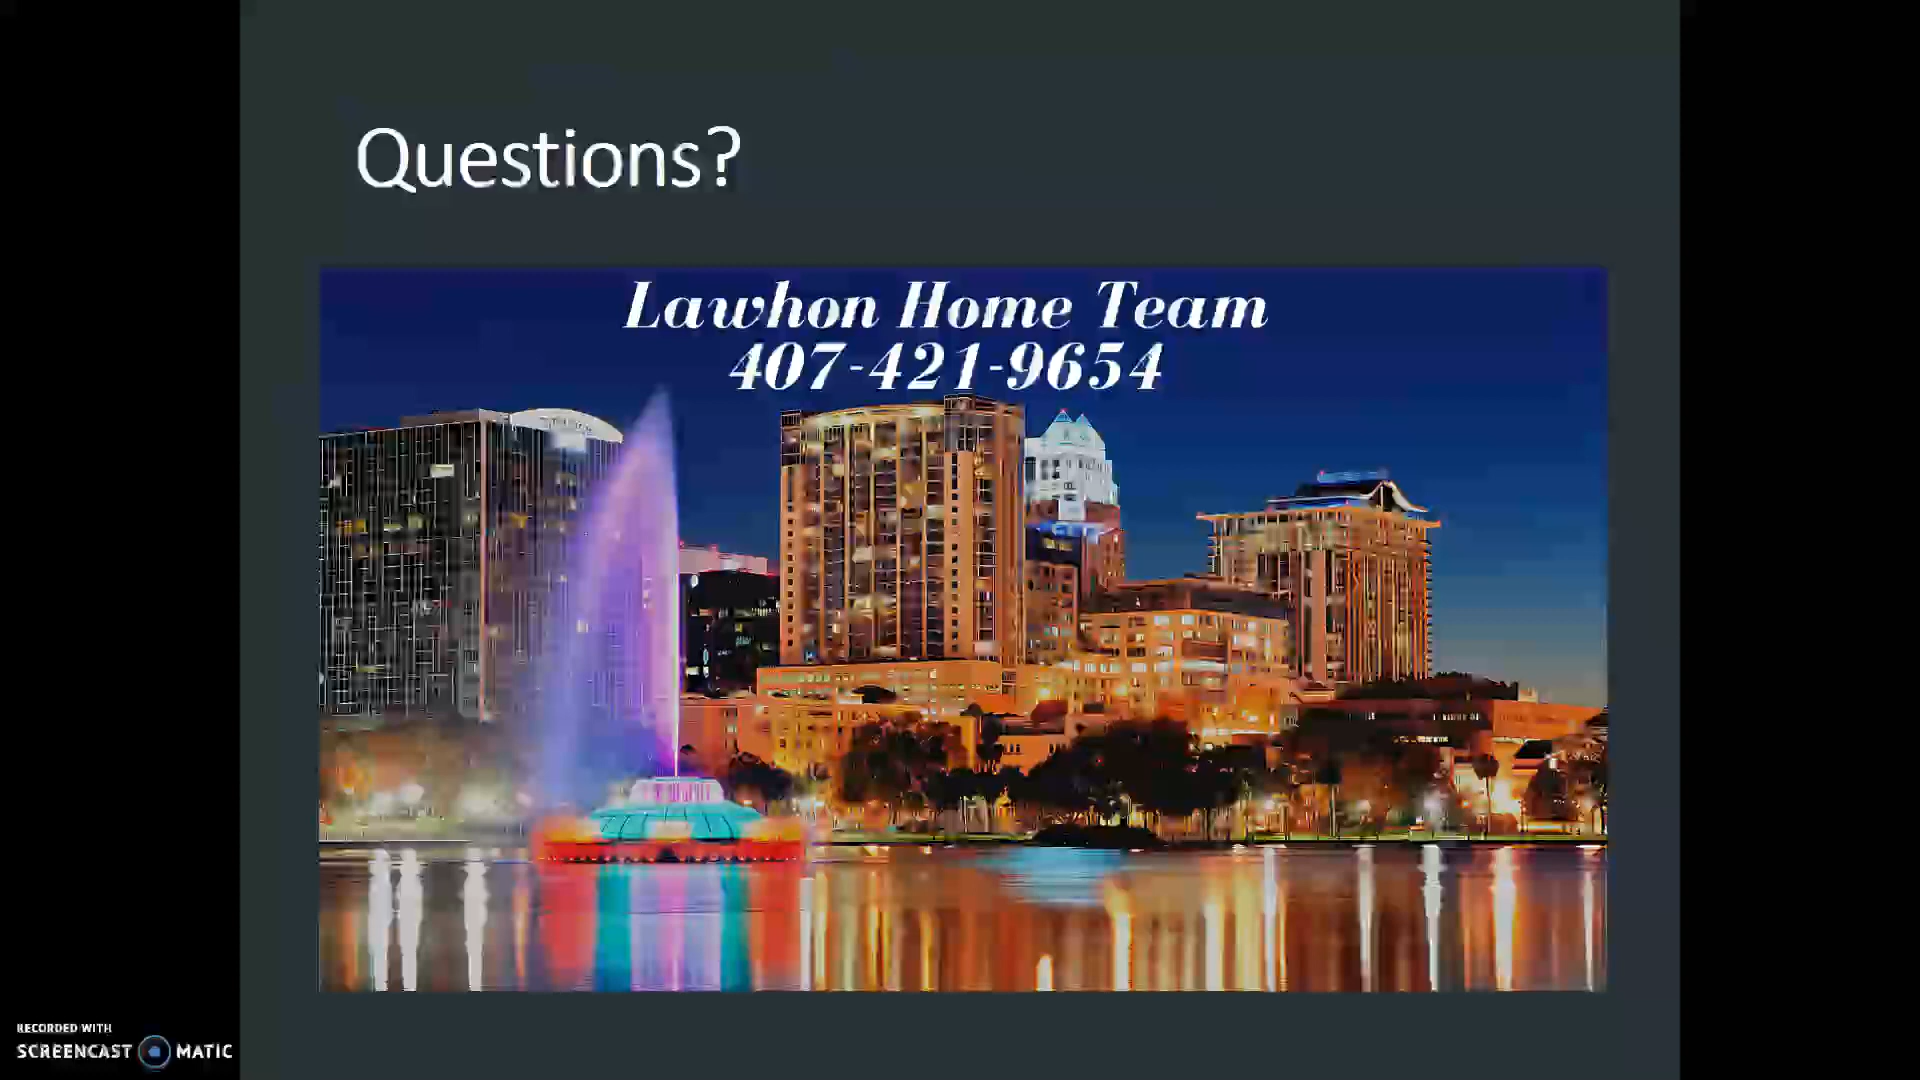 Questions?
Lawhon Home Team
407-421-9654
RECORDED WITH
SCREENCAST MATIC